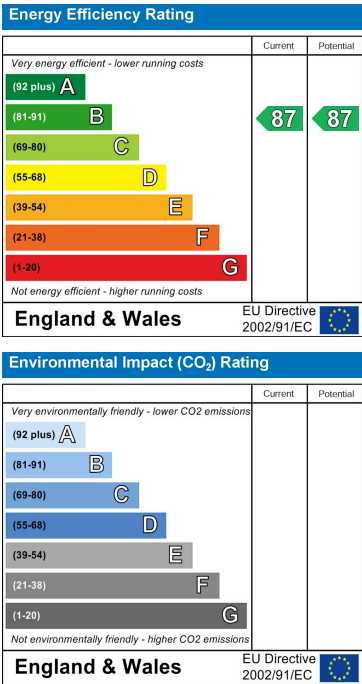 Energy Efficiency Rating
Current Potential
Very energy efficient - lower running costs
(92 plus) A
(81-91) B 87 87
(69-80) C
(55-68) D
(39-54) E
(21-38) F
(1-20) G
Not energy efficient - higher running costs
England & Wales EU Directive 2002/91/EC
Environmental Impact (CO₂) Rating
Current Potential
Very environmentally friendly - lower CO2 emissions
(92 plus) A
(81-91) B
(69-80) C
(55-68) D
(39-54) E
(21-38) F
(1-20) G
Not environmentally friendly - higher CO2 emissions
England & Wales EU Directive 2002/91/EC